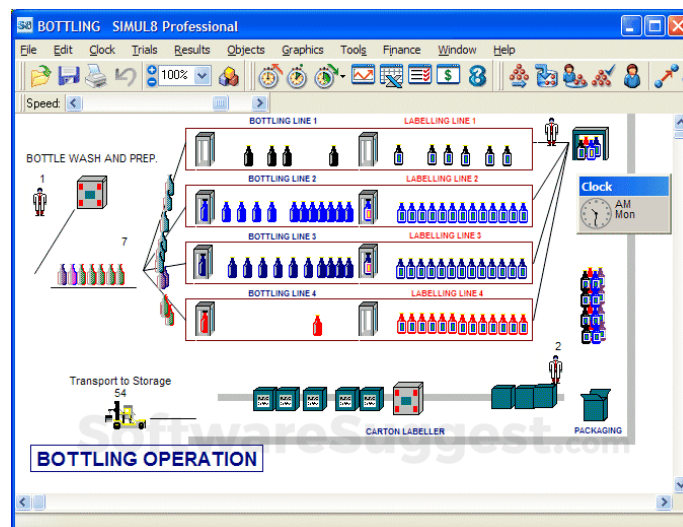 SIM8 BOTTLING SIMUL8 Professional
File Edit Clock Trials Results Objects Graphics Tools Finance Window Help
100%
Speed:
BOTTLING LINE 1 LABELLING LINE 1
BOTTLE WASH AND PREP.
1
BOTTLING LINE 2 LABELLING LINE 2
Clock
AM
Mon
7
BOTTLING LINE 3 LABELLING LINE 3
BOTTLING LINE 4 LABELLING LINE 4
2
Transport to Storage
54
CARTON LABELLER
PACKAGING
SoftwareSuggest.com
BOTTLING OPERATION